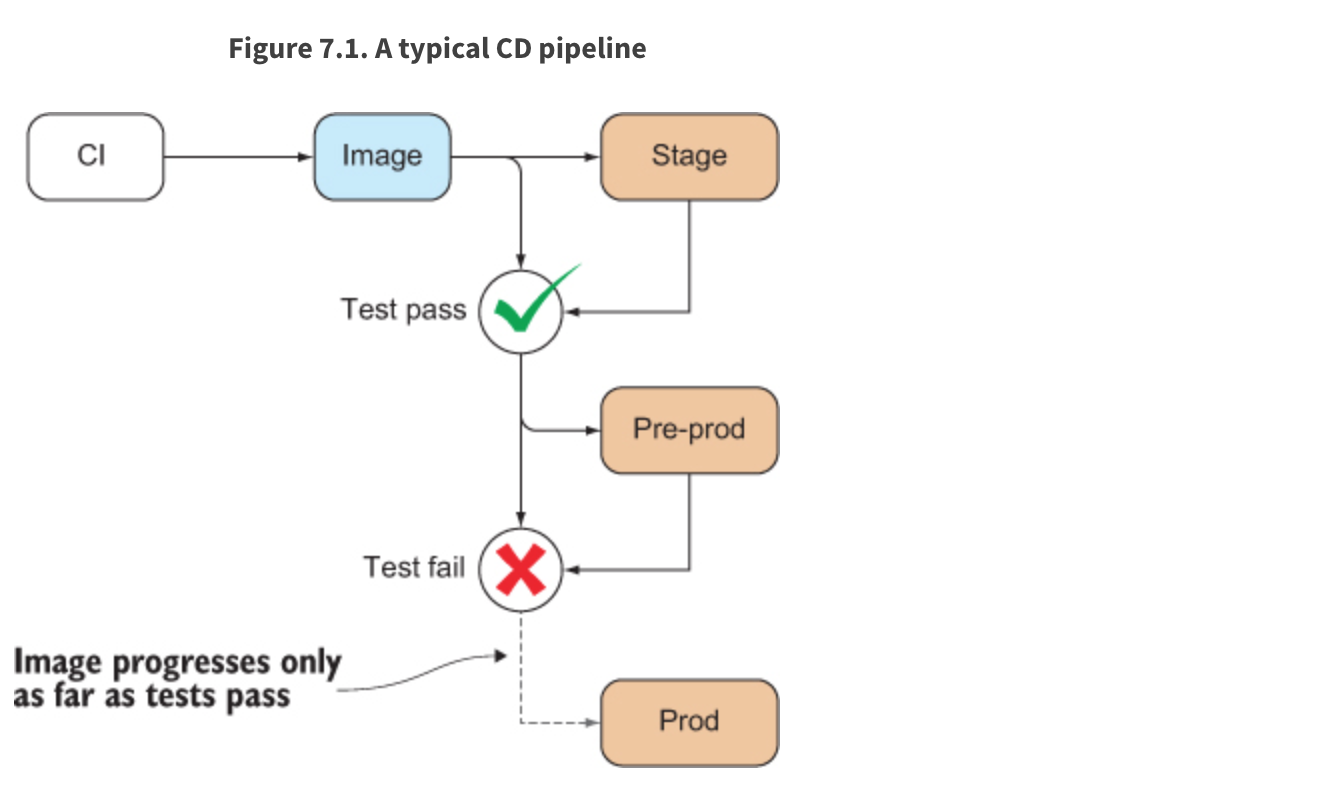 Figure 7.1. A typical CD pipeline
CI
Image
Stage
Test pass
Pre-prod
Test fail
Image progresses only
as far as tests pass
Prod